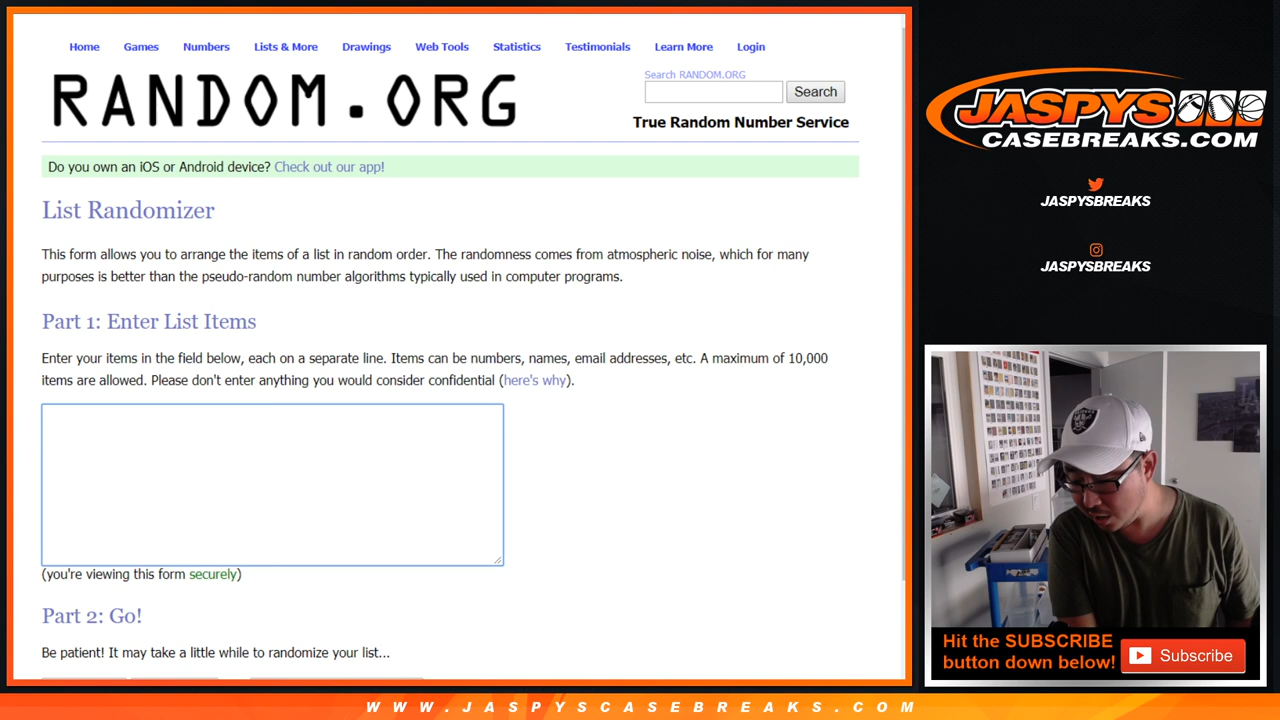 Home Games Numbers Lists & More Drawings Web Tools Statistics Testimonials Learn More Login
RANDOM.ORG
Search RANDOM.ORG
Search
True Random Number Service
Do you own an iOS or Android device? Check out our app!
List Randomizer
This form allows you to arrange the items of a list in random order. The randomness comes from atmospheric noise, which for many
purposes is better than the pseudo-random number algorithms typically used in computer programs.
Part 1: Enter List Items
Enter your items in the field below, each on a separate line. Items can be numbers, names, email addresses, etc. A maximum of 10,000
items are allowed. Please don't enter anything you would consider confidential (here's why).
(you're viewing this form securely)
Part 2: Go!
Be patient! It may take a little while to randomize your list...
JASPYS
CASEBREAKS.COM
JASPYSBREAKS
JASPYSBREAKS
Hit the SUBSCRIBE
button down below!
Subscribe
WWW.JASPYSCASEBREAKS.COM